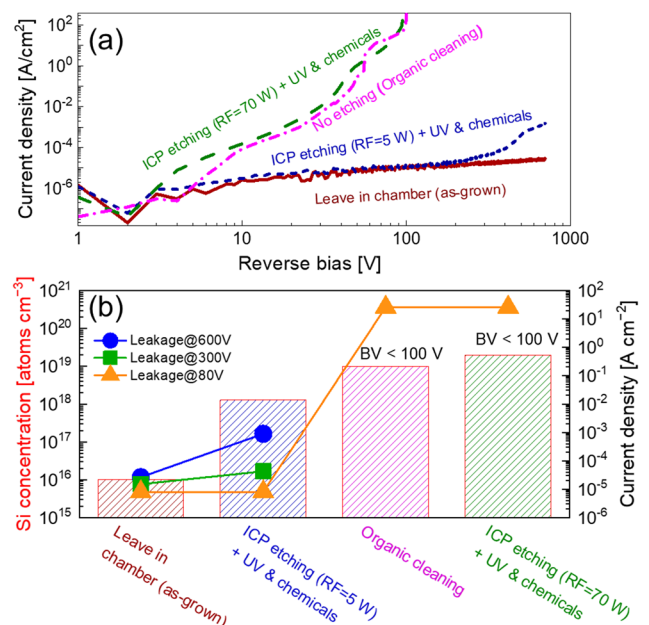 (a)
Current density [A/cm²]
10²
10⁰
10⁻²
10⁻⁴
10⁻⁶
ICP etching (RF=70 W) + UV & chemicals
No etching (Organic cleaning)
ICP etching (RF=5 W) + UV & chemicals
Leave in chamber (as-grown)
1
10
100
1000
Reverse bias [V]
(b)
Si concentration [atoms cm⁻³]
10²¹
10²⁰
10¹⁹
10¹⁸
10¹⁷
10¹⁶
10¹⁵
Leakage@600V
Leakage@300V
Leakage@80V
BV < 100 V
BV < 100 V
10²
10¹
10⁰
10⁻¹
10⁻²
10⁻³
10⁻⁴
10⁻⁵
10⁻⁶
Current density [A cm⁻²]
Leave in
chamber (as-grown)
ICP etching (RF=5 W)
+ UV & chemicals
Organic cleaning
ICP etching (RF=70 W)
+ UV & chemicals